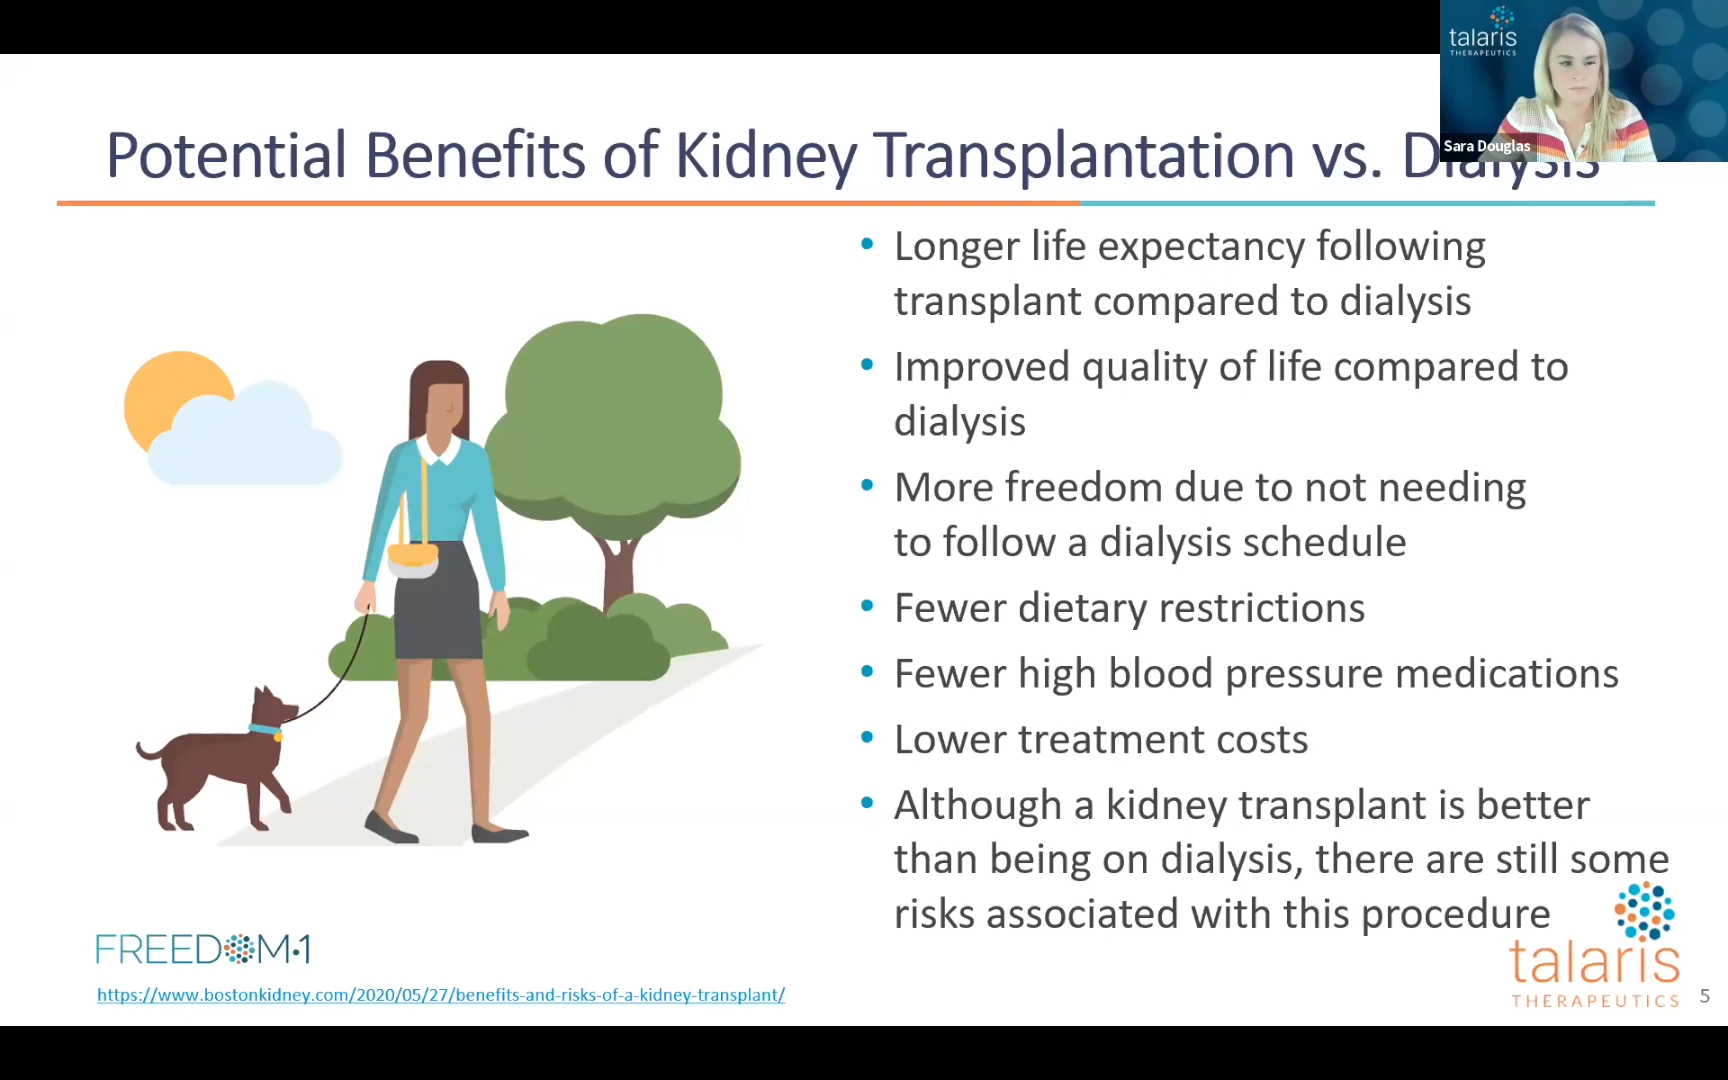 talaris
THERAPEUTICS
Sara Douglas
Potential Benefits of Kidney Transplantation vs. Dialysis
• Longer life expectancy following
transplant compared to dialysis
• Improved quality of life compared to
dialysis
• More freedom due to not needing
to follow a dialysis schedule
• Fewer dietary restrictions
• Fewer high blood pressure medications
• Lower treatment costs
• Although a kidney transplant is better
than being on dialysis, there are still some
risks associated with this procedure
FREEDOM·1
https://www.bostonkidney.com/2020/05/27/benefits-and-risks-of-a-kidney-transplant/
talaris
THERAPEUTICS
5